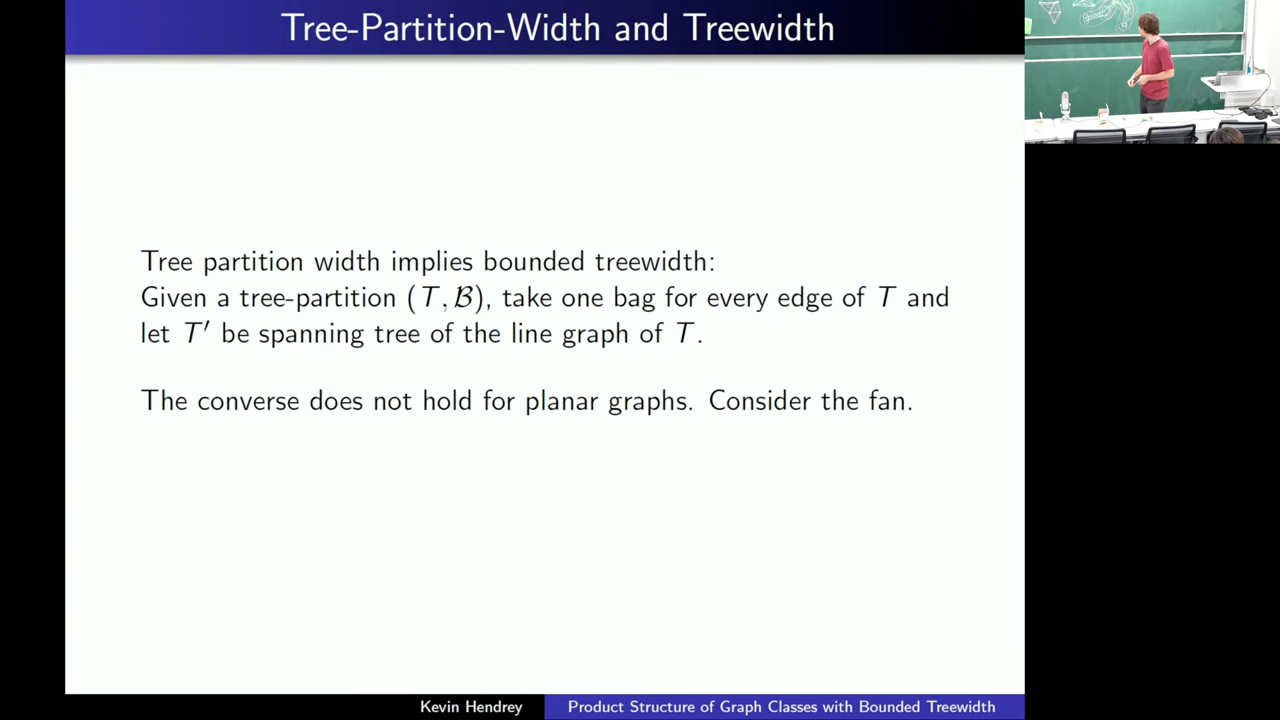 Tree-Partition-Width and Treewidth
Tree partition width implies bounded treewidth:
Given a tree-partition (T, ℬ), take one bag for every edge of T and
let T′ be spanning tree of the line graph of T.
The converse does not hold for planar graphs. Consider the fan.
Kevin Hendrey
Product Structure of Graph Classes with Bounded Treewidth